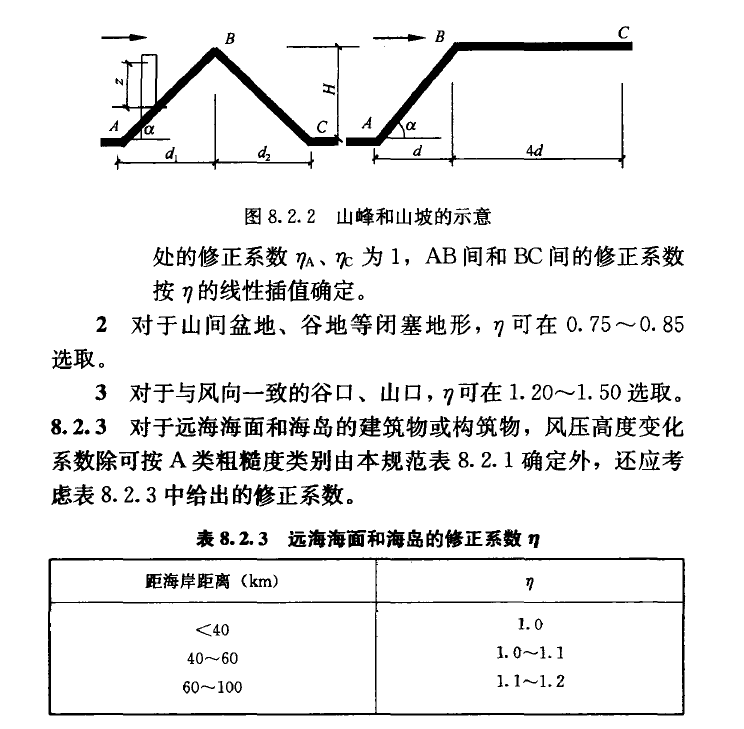 B
B
C
z
H
A
α
C
A
α
d₁
d₂
d
4d
图 8.2.2 山峰和山坡的示意
处的修正系数 ηA、ηC 为 1，AB 间和 BC 间的修正系数
按 η 的线性插值确定。
2 对于山间盆地、谷地等闭塞地形，η 可在 0.75～0.85
选取。
3 对于与风向一致的谷口、山口，η 可在 1.20～1.50 选取。
8.2.3 对于远海海面和海岛的建筑物或构筑物，风压高度变化
系数除可按 A 类粗糙度类别由本规范表 8.2.1 确定外，还应考
虑表 8.2.3 中给出的修正系数。
表 8.2.3 远海海面和海岛的修正系数 η
距海岸距离（km） η
<40 1.0
40～60 1.0～1.1
60～100 1.1～1.2